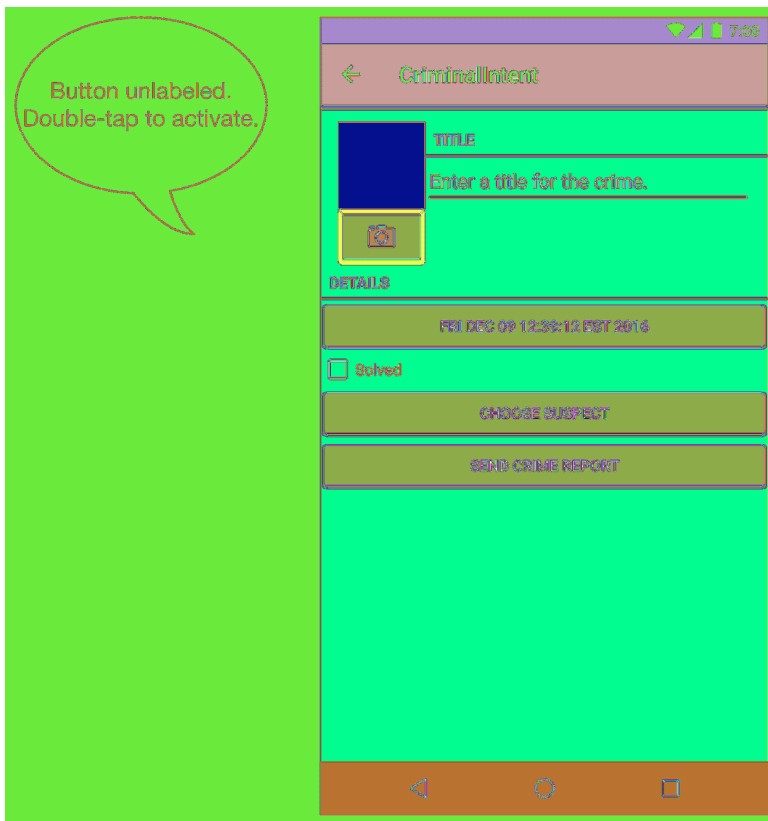 Button unlabeled.
Double-tap to activate.
7:00
CriminalIntent
TITLE
Enter a title for the crime.
DETAILS
FRI DEC 09 12:39:12 EST 2016
Solved
CHOOSE SUSPECT
SEND CRIME REPORT